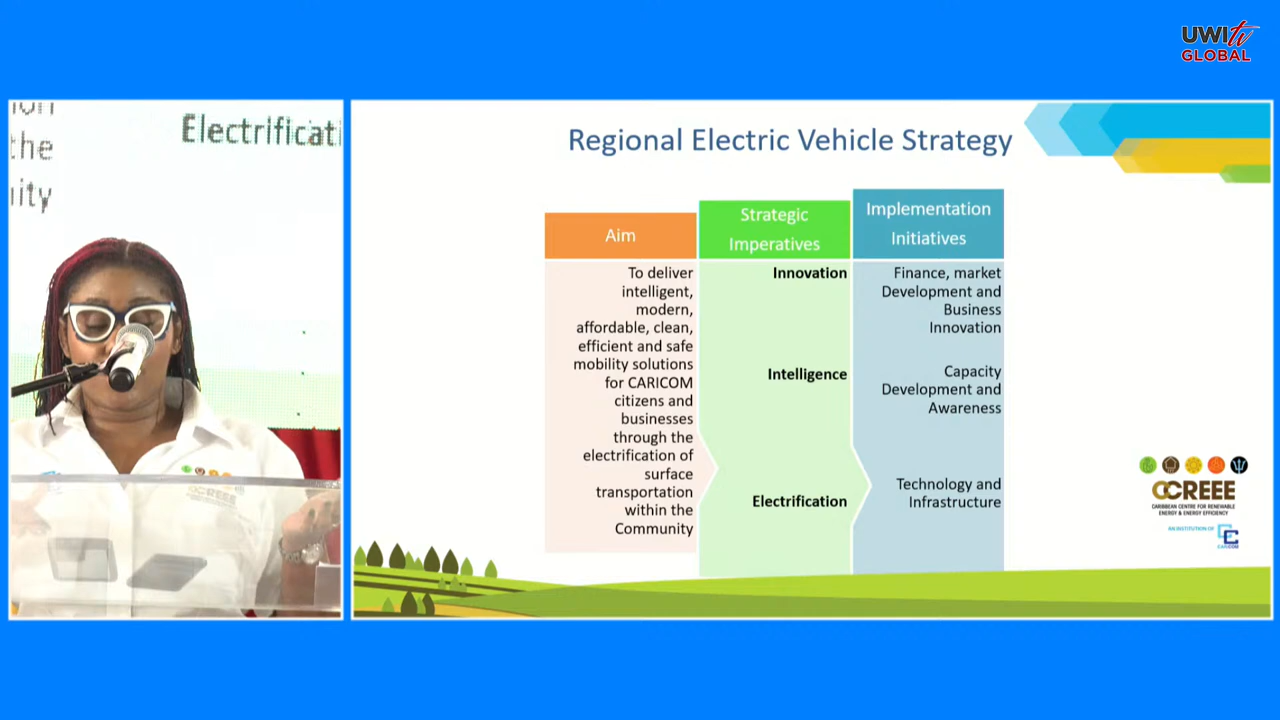 UWItv
GLOBAL
the
Electrificati
Regional Electric Vehicle Strategy
Aim
To deliver
intelligent,
modern,
affordable, clean,
efficient and safe
mobility solutions
for CARICOM
citizens and
businesses
through the
electrification of
surface
transportation
within the
Community
Strategic
Imperatives
Innovation
Intelligence
Electrification
Implementation
Initiatives
Finance, market
Development and
Business
Innovation
Capacity
Development and
Awareness
Technology and
Infrastructure
CCREEE
CARIBBEAN CENTRE FOR RENEWABLE
ENERGY & ENERGY EFFICIENCY
AN INSTITUTION OF
CARICOM